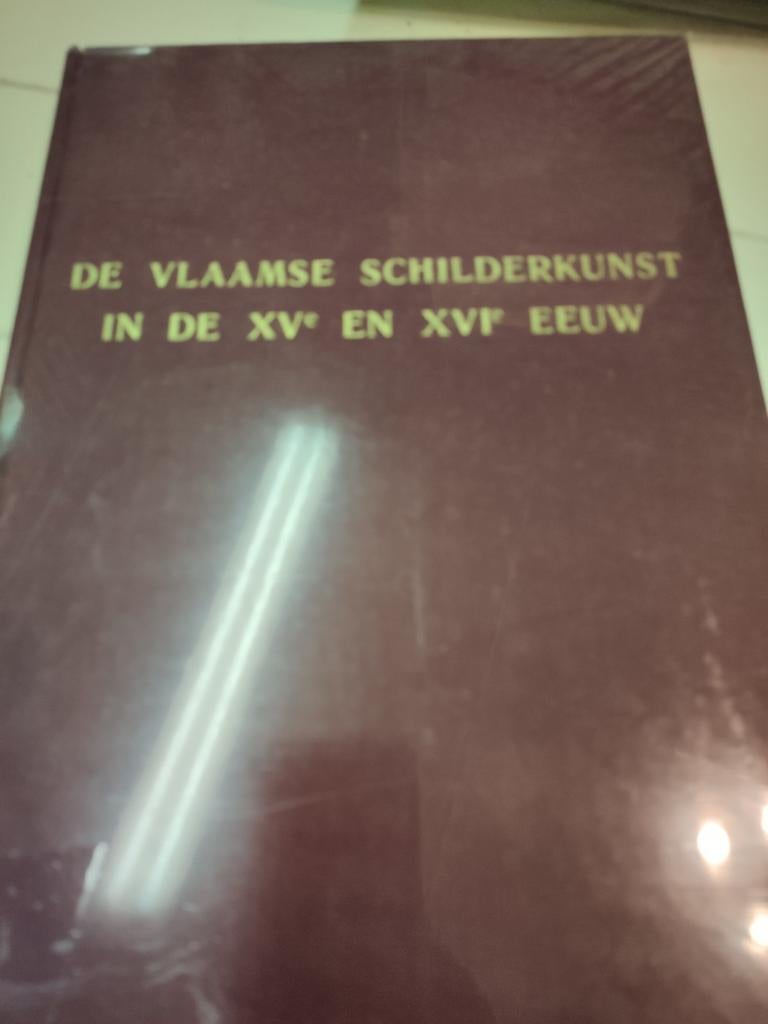 DE VLAAMSE SCHILDERKUNST
IN DE XVe EN XVIe EEUW